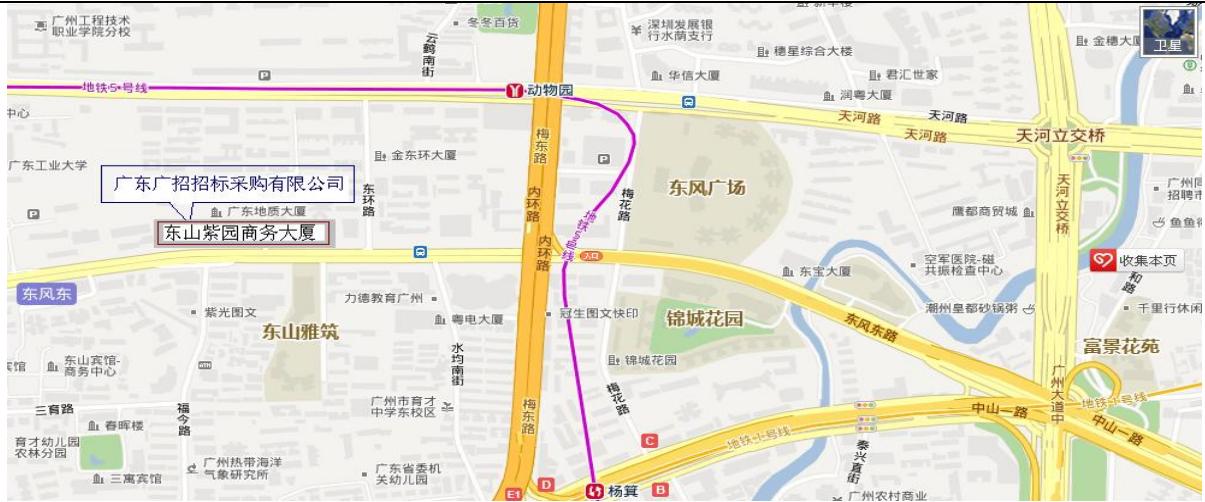 广州工程技术
职业学院分校
云鹤南街
冬冬百货
深圳发展银
行水荫支行
穗星综合大楼
金穗大厦
卫星
地铁5号线
P
动物园
华信大厦
君汇世家
润粤大厦
天河路
天河路
天河路
天河路
天河立交桥
中心
广东工业大学
金东环大厦
梅东路
P
梅花路
东风广场
天河立交桥
广东广招招标采购有限公司
P
广东地质大厦
东环路
内环路
地铁5号线
鹰都商贸城
东山紫园商务大厦
内环路
入口
东宝大厦
空军医院-磁
共振检查中心
收集本页
和路
东风东
紫光图文
力德教育广州
粤电大厦
冠生图文快印
锦城花园
东风东路
潮州皇都砂锅粥
千里行休闲
东山雅筑
水均南街
锦城花园
富景花苑
东山宾馆-
商务中心
宾馆
梅花路
广州大道中
三育路
福今路
广州市育才
中学东校区
梅东路
中山一路
地铁1号线
中山一路
春晖楼
育才幼儿园
农林分园
三寓宾馆
广州热带海洋
气象研究所
广东省委机
关幼儿园
C
地铁1号线
泰兴直街
D
E1
杨箕
B
广州农村商业